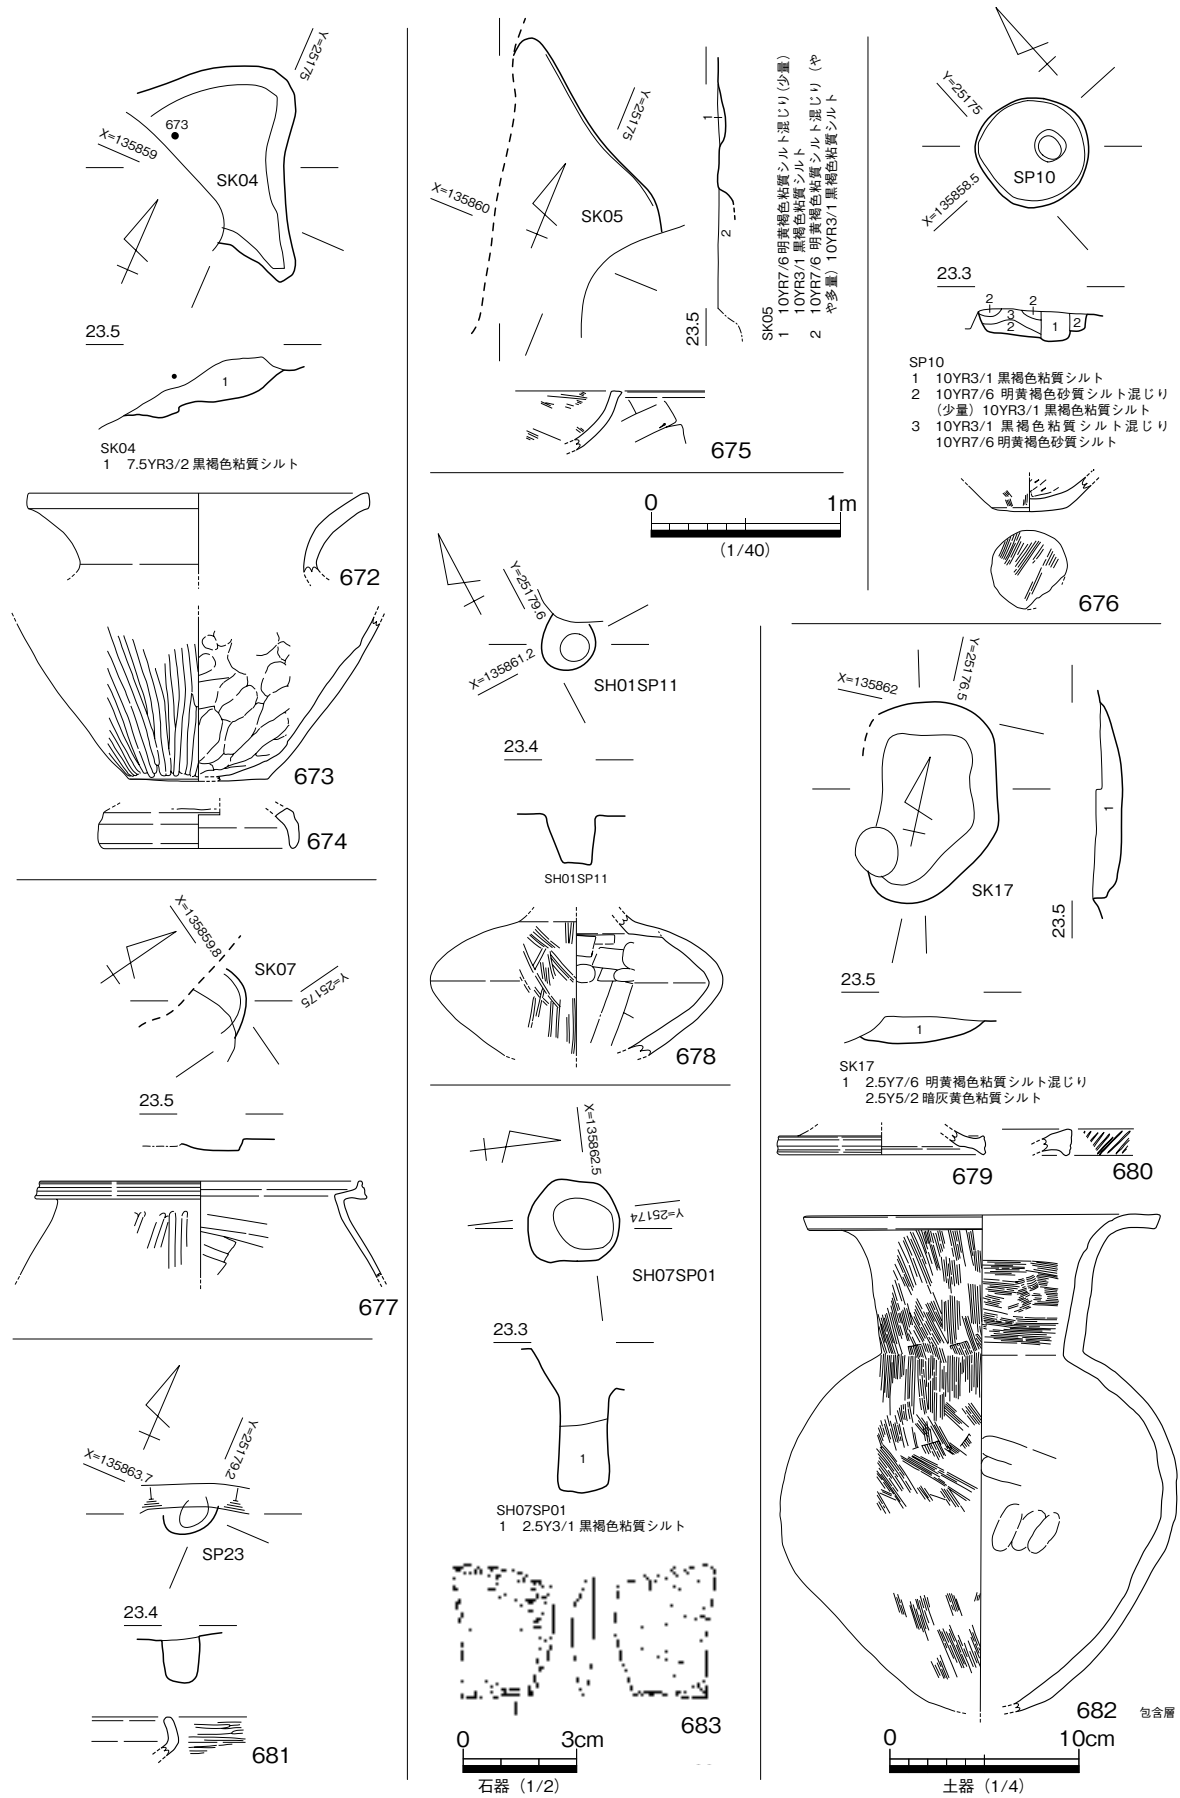 Y=25175
673
X=135859
SK04
23.5
1
SK04
1 7.5YR3/2 黒褐色粘質シルト
672
673
674
X=135859.8
SK07
Y=25175
23.5
677
X=135863.7
Y=25179.2
SP23
23.4
681
X=135860
Y=25175
SK05
1
2
23.5
SK05
1 10YR7/6 明黄褐色粘質シルト混じり(少量)
10YR3/1 黒褐色粘質シルト
2 10YR7/6 明黄褐色粘質シルト混じり(や
や多量)10YR3/1 黒褐色粘質シルト
675
0 1m
(1/40)
Y=25179.6
X=135861.2
SH01SP11
23.4
SH01SP11
678
X=135862.5
Y=25174
SH07SP01
23.3
1
SH07SP01
1 2.5Y3/1 黒褐色粘質シルト
683
0 3cm
石器(1/2)
Y=25175
SP10
X=135858.5
23.3
2 2
3
2 1 2
SP10
1 10YR3/1 黒褐色粘質シルト
2 10YR7/6 明黄褐色砂質シルト混じり
(少量)10YR3/1 黒褐色粘質シルト
3 10YR3/1 黒褐色粘質シルト混じり
10YR7/6 明黄褐色砂質シルト
676
X=135862
Y=25176.5
SK17
1
23.5
23.5
1
SK17
1 2.5Y7/6 明黄褐色粘質シルト混じり
2.5Y5/2 暗灰黄色粘質シルト
679
680
682 包含層
0 10cm
土器(1/4)